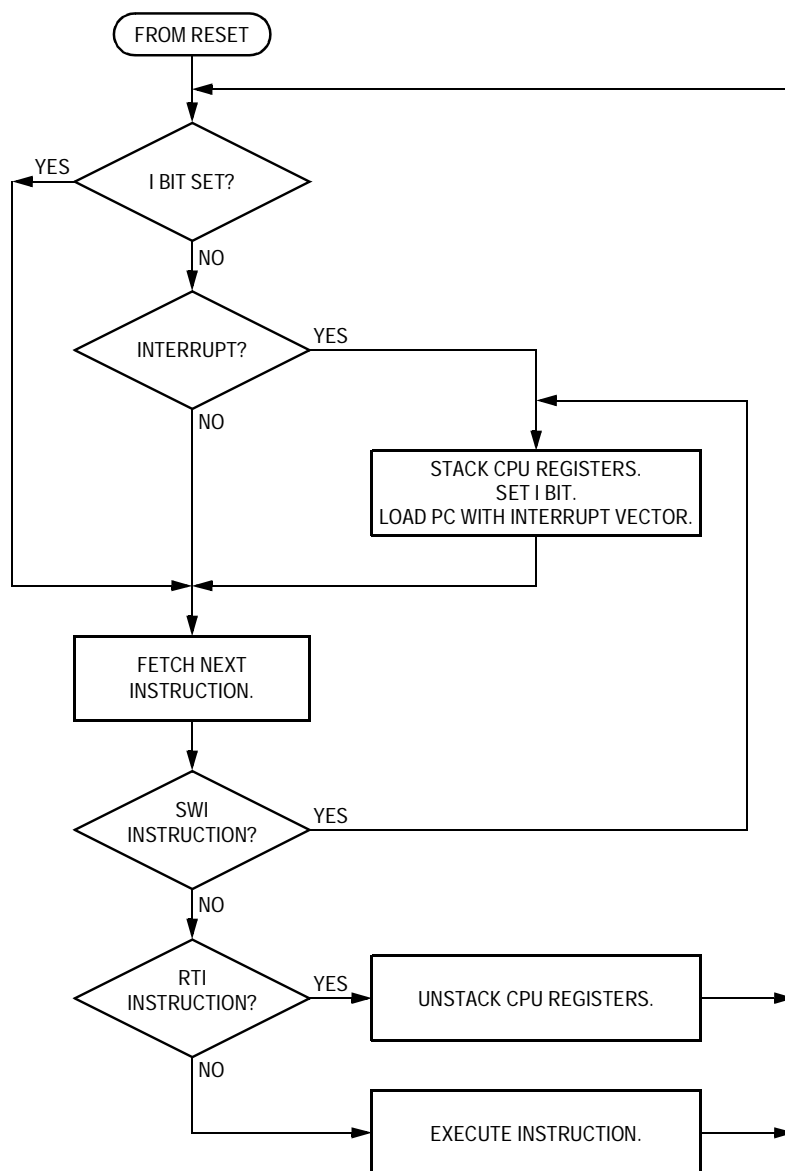 FROM RESET
YES
I BIT SET?
NO
INTERRUPT?
YES
NO
STACK CPU REGISTERS.
SET I BIT.
LOAD PC WITH INTERRUPT VECTOR.
FETCH NEXT
INSTRUCTION.
SWI
INSTRUCTION?
YES
NO
RTI
INSTRUCTION?
YES
UNSTACK CPU REGISTERS.
NO
EXECUTE INSTRUCTION.